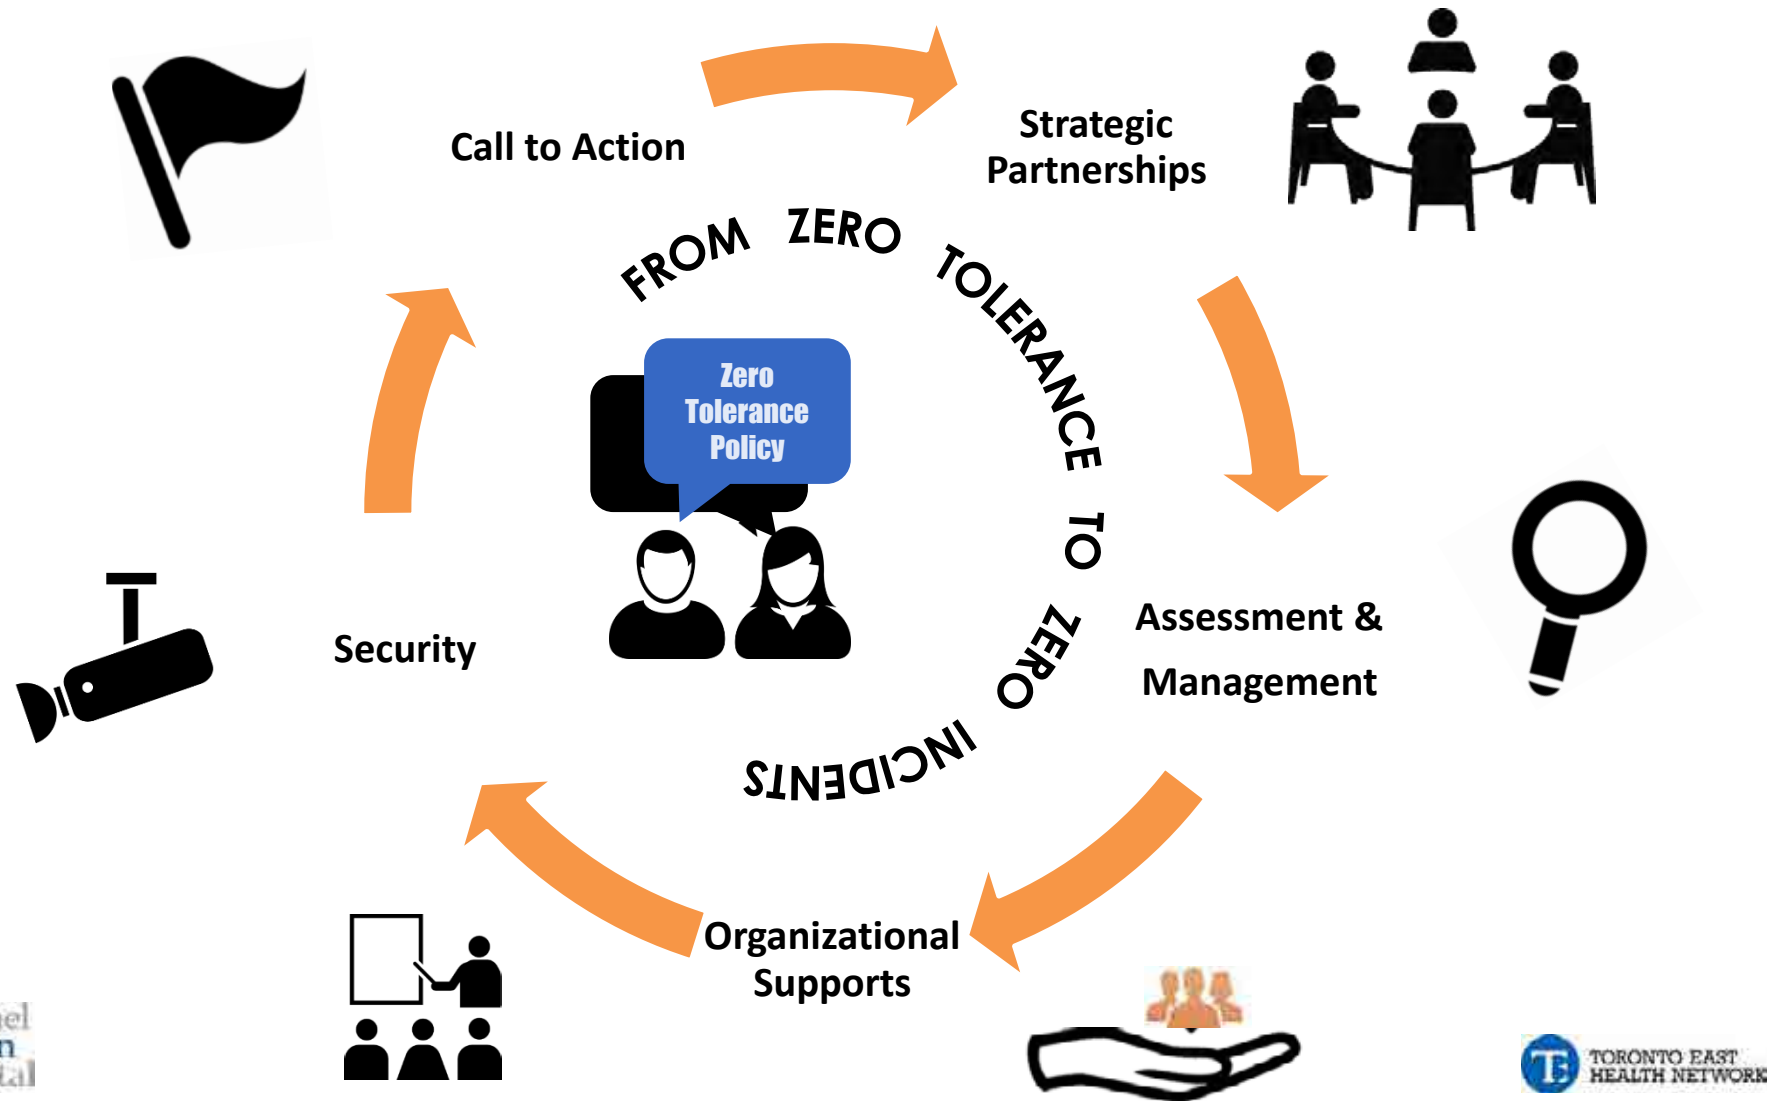 Call to Action
Strategic
Partnerships
FROM ZERO TOLERANCE TO ZERO INCIDENTS
Zero
Tolerance
Policy
Assessment &
Management
Security
Organizational
Supports
TORONTO EAST
HEALTH NETWORK